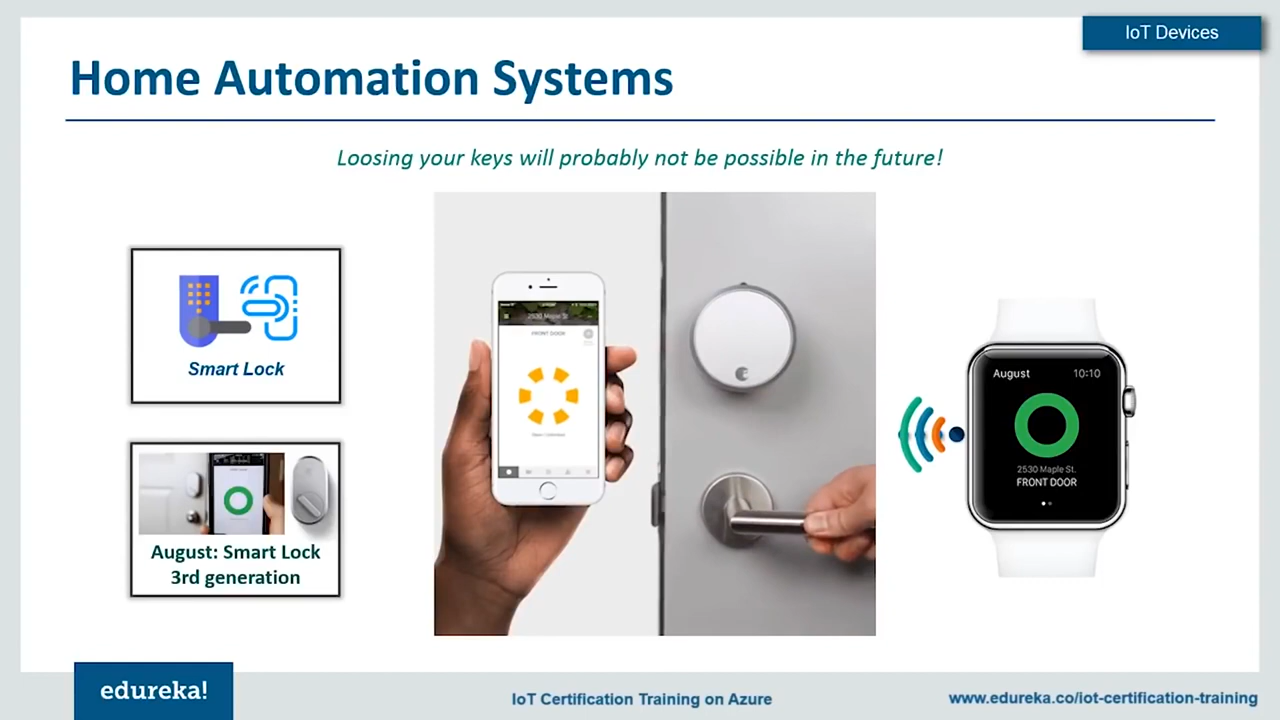 IoT Devices
Home Automation Systems
Loosing your keys will probably not be possible in the future!
Smart Lock
August: Smart Lock
3rd generation
2530 Maple St.
FRONT DOOR
August 10:10
2530 Maple St.
FRONT DOOR
edureka!
IoT Certification Training on Azure
www.edureka.co/iot-certification-training